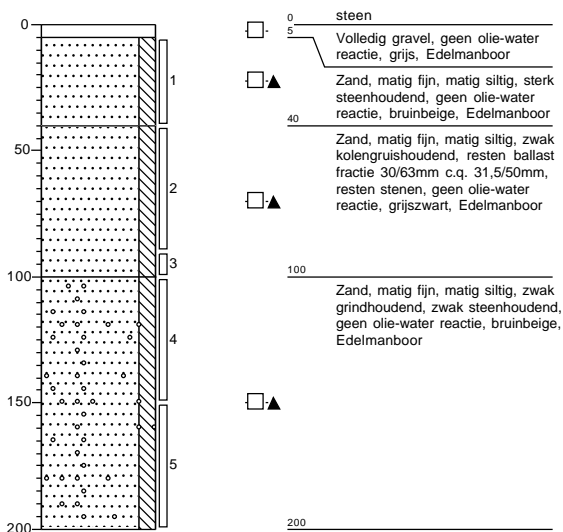 0
50
100
150
200
1
2
3
4
5
0
steen
5
Volledig gravel, geen olie-water
reactie, grijs, Edelmanboor
Zand, matig fijn, matig siltig, sterk
steenhoudend, geen olie-water
reactie, bruinbeige, Edelmanboor
40
Zand, matig fijn, matig siltig, zwak
kolengruishoudend, resten ballast
fractie 30/63mm c.q. 31,5/50mm,
resten stenen, geen olie-water
reactie, grijszwart, Edelmanboor
100
Zand, matig fijn, matig siltig, zwak
grindhoudend, zwak steenhoudend,
geen olie-water reactie, bruinbeige,
Edelmanboor
200